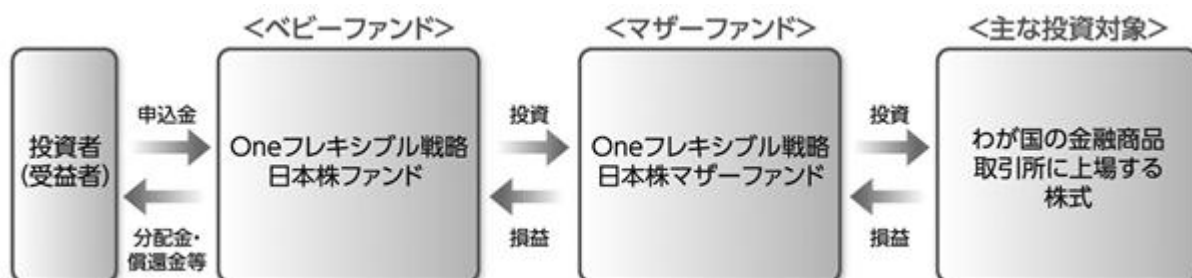 <ベビーファンド>
<マザーファンド>
<主な投資対象>
投資者
(受益者)
申込金
分配金・
償還金等
Oneフレキシブル戦略
日本株ファンド
投資
損益
Oneフレキシブル戦略
日本株マザーファンド
投資
損益
わが国の金融商品
取引所に上場する
株式